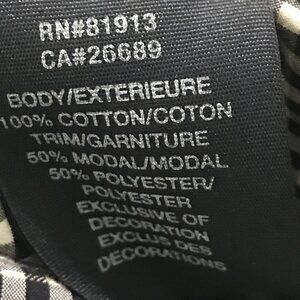 RN#81913
CA#26689
BODY/EXTERIEURE
100% COTTON/COTON
TRIM/GARNITURE
50% MODAL/MODAL
50% POLYESTER/
POLYESTER
EXCLUSIVE OF
DECORATION
EXCLUS DES
DECORATIONS